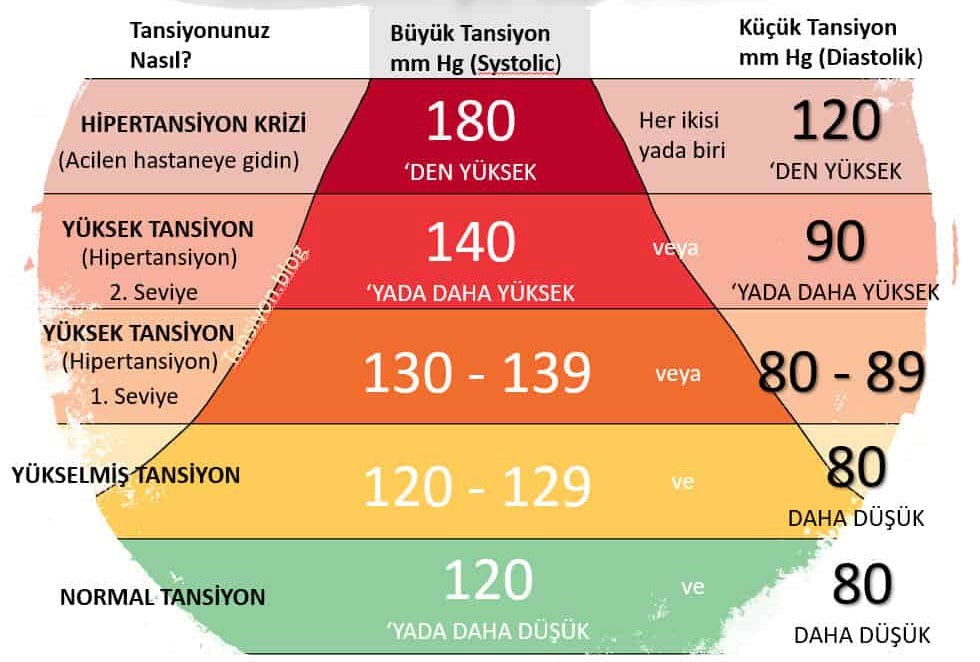 Tansiyonunuz
Nasıl?
Büyük Tansiyon
mm Hg (Systolic)
Küçük Tansiyon
mm Hg (Diastolik)
HİPERTANSİYON KRİZİ
(Acilen hastaneye gidin)
180
‘DEN YÜKSEK
Her ikisi
yada biri
120
‘DEN YÜKSEK
YÜKSEK TANSİYON
(Hipertansiyon)
2. Seviye
140
‘YADA DAHA YÜKSEK
veya
90
‘YADA DAHA YÜKSEK
Tansiyon.blog
YÜKSEK TANSİYON
(Hipertansiyon)
1. Seviye
130 - 139
veya
80 - 89
YÜKSELMİŞ TANSİYON
120 - 129
ve
80
DAHA DÜŞÜK
NORMAL TANSİYON
120
‘YADA DAHA DÜŞÜK
ve
80
DAHA DÜŞÜK